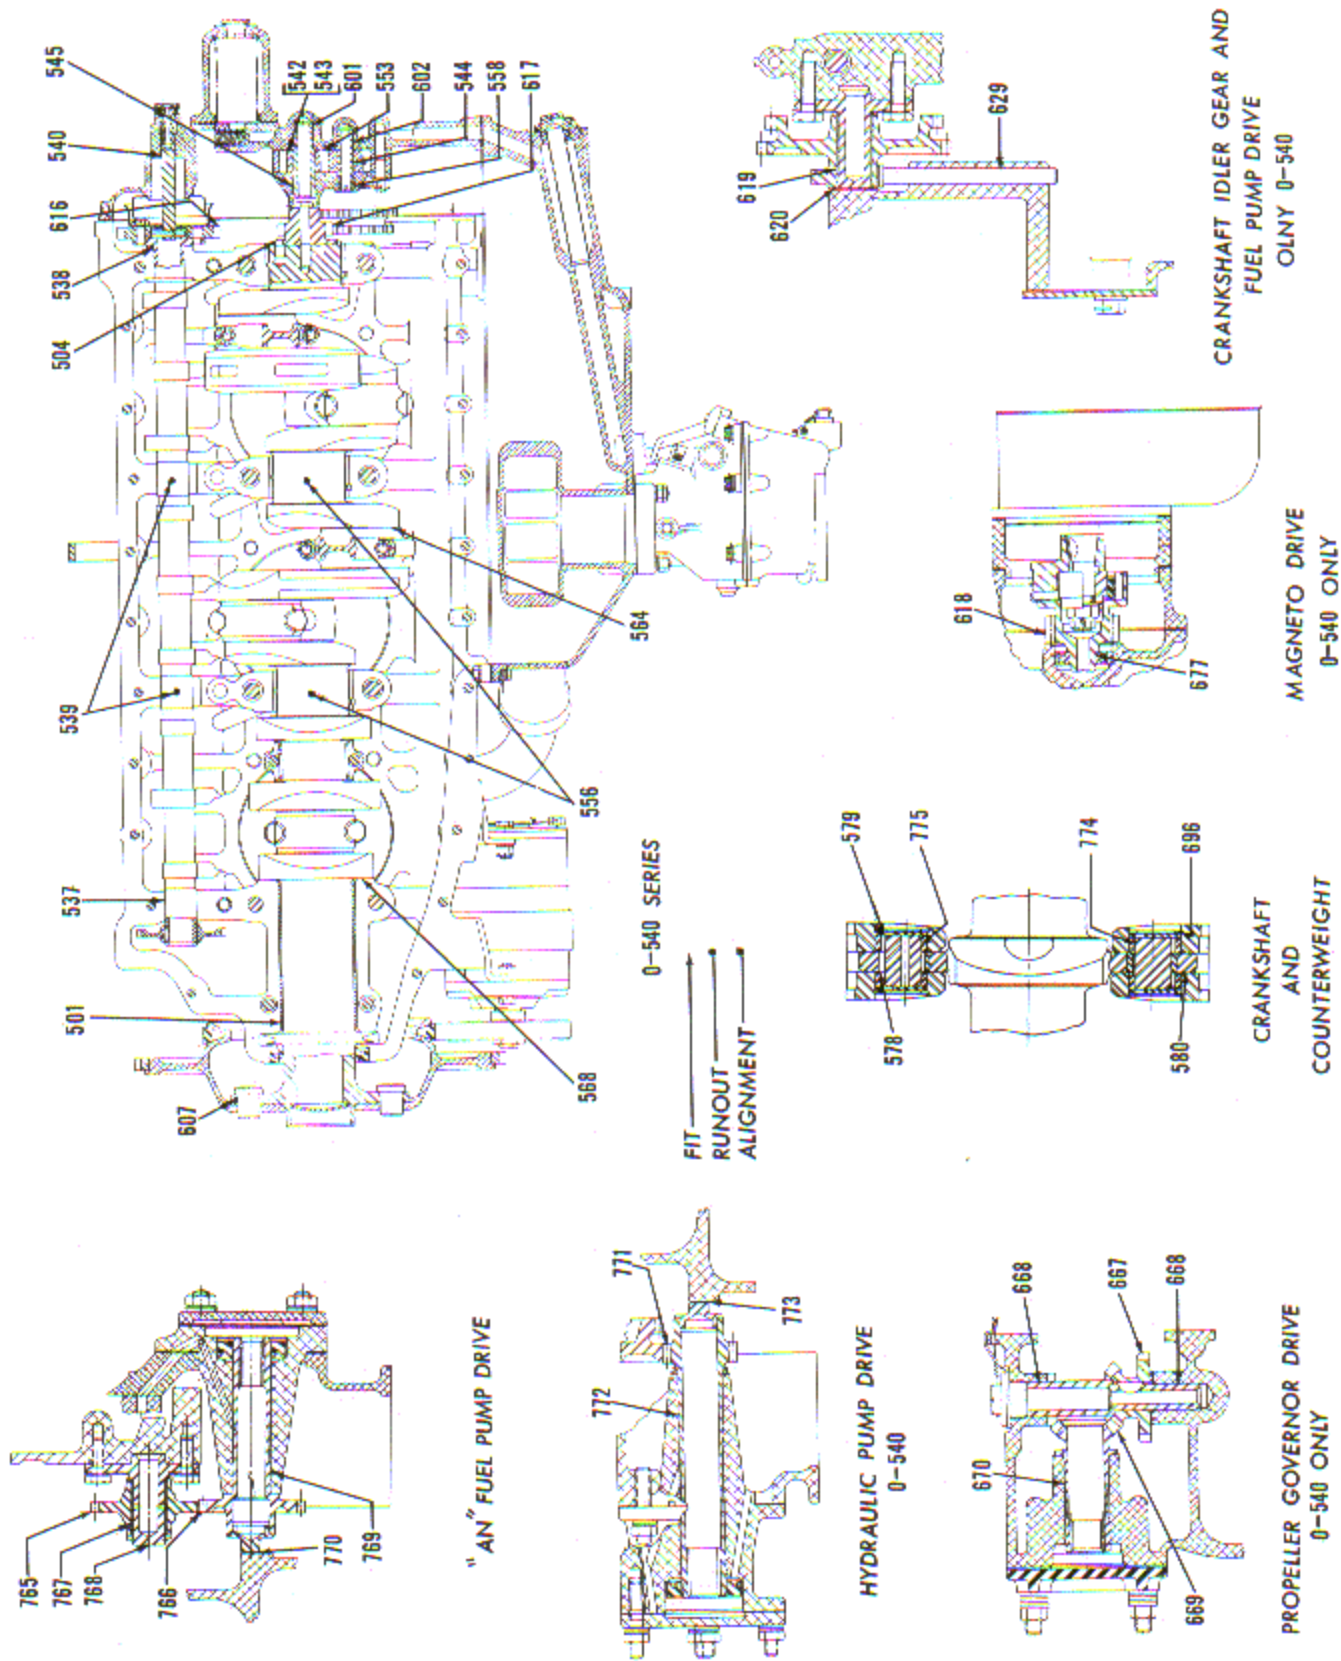 765
767
768
766
770
769
"AN" FUEL PUMP DRIVE
771
772
773
HYDRAULIC PUMP DRIVE
0-540
668
667
668
670
669
PROPELLER GOVERNOR DRIVE
0-540 ONLY
607
501
537
539
504
538
616
540
545
542
543
601
553
602
544
558
617
564
556
568
0-540 SERIES
FIT
RUNOUT
ALIGNMENT
579
775
774
696
578
580
CRANKSHAFT
AND
COUNTERWEIGHT
618
677
MAGNETO DRIVE
0-540 ONLY
619
620
629
CRANKSHAFT IDLER GEAR AND
FUEL PUMP DRIVE
OLNY 0-540